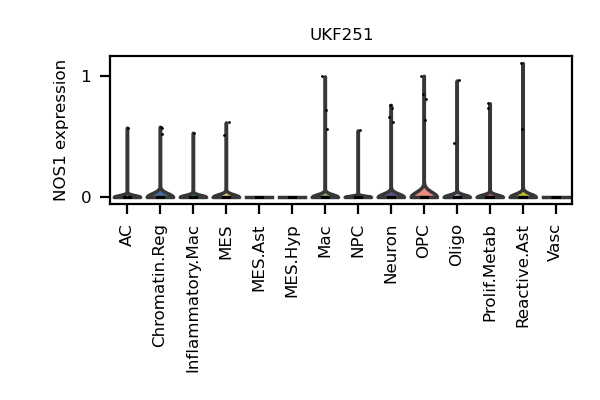 UKF251
NOS1 expression
1
0
AC
Chromatin.Reg
Inflammatory.Mac
MES
MES.Ast
MES.Hyp
Mac
NPC
Neuron
OPC
Oligo
Prolif.Metab
Reactive.Ast
Vasc